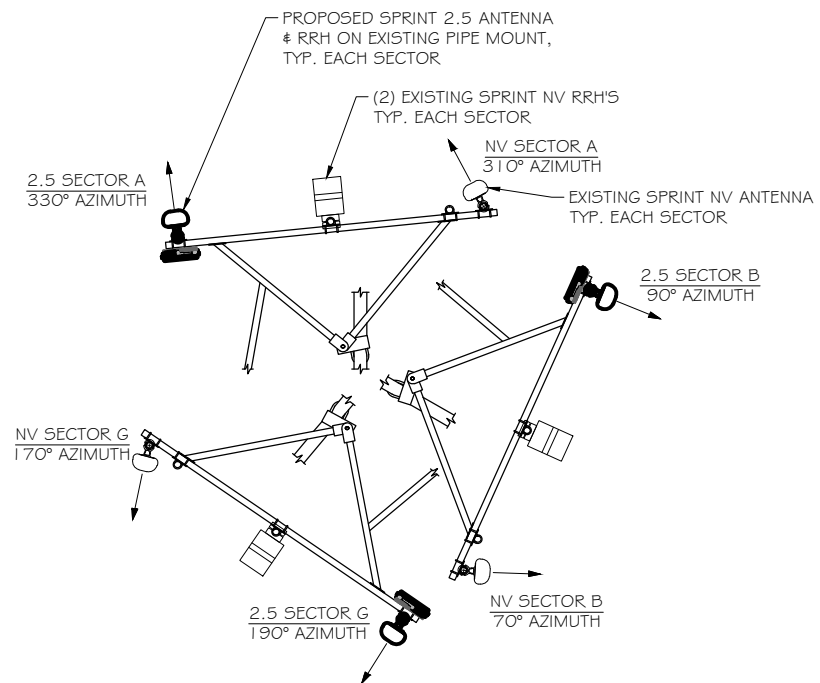 PROPOSED SPRINT 2.5 ANTENNA
& RRH ON EXISTING PIPE MOUNT,
TYP. EACH SECTOR
(2) EXISTING SPRINT NV RRH'S
TYP. EACH SECTOR
NV SECTOR A
310° AZIMUTH
2.5 SECTOR A
330° AZIMUTH
EXISTING SPRINT NV ANTENNA
TYP. EACH SECTOR
2.5 SECTOR B
90° AZIMUTH
NV SECTOR G
170° AZIMUTH
NV SECTOR B
70° AZIMUTH
2.5 SECTOR G
190° AZIMUTH